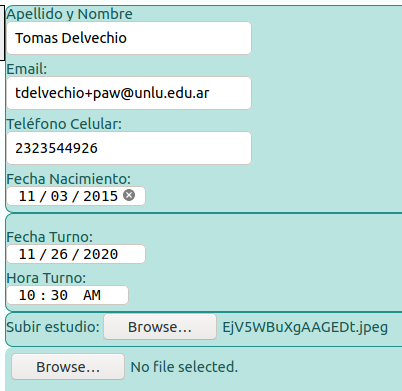 Apellido y Nombre
Tomas Delvechio
Email:
tdelvechio+paw@unlu.edu.ar
Teléfono Celular:
2323544926
Fecha Nacimiento:
11/03/2015
Fecha Turno:
11/26/2020
Hora Turno:
10:30 AM
Subir estudio: Browse... EjV5WBuXgAAGEDt.jpeg
Browse... No file selected.